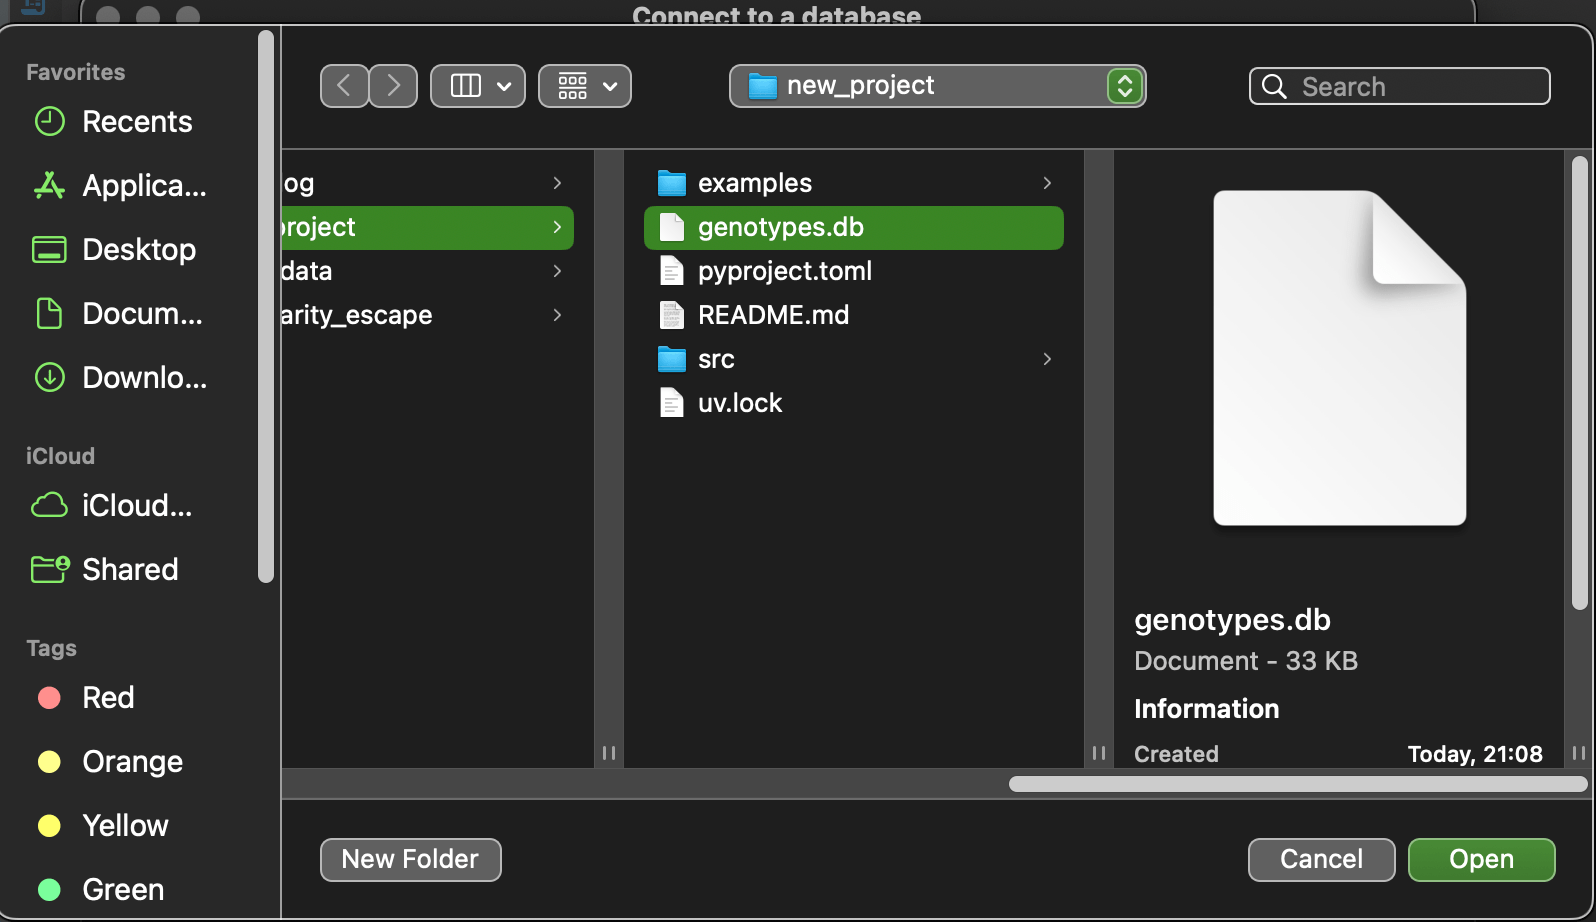 Connect to a database
Favorites
Recents
Applica...
Desktop
Docum...
Downlo...
iCloud
iCloud...
Shared
Tags
Red
Orange
Yellow
Green
new_project
Search
og
project
data
arity_escape
examples
genotypes.db
pyproject.toml
README.md
src
uv.lock
genotypes.db
Document - 33 KB
Information
Created Today, 21:08
New Folder
Cancel
Open